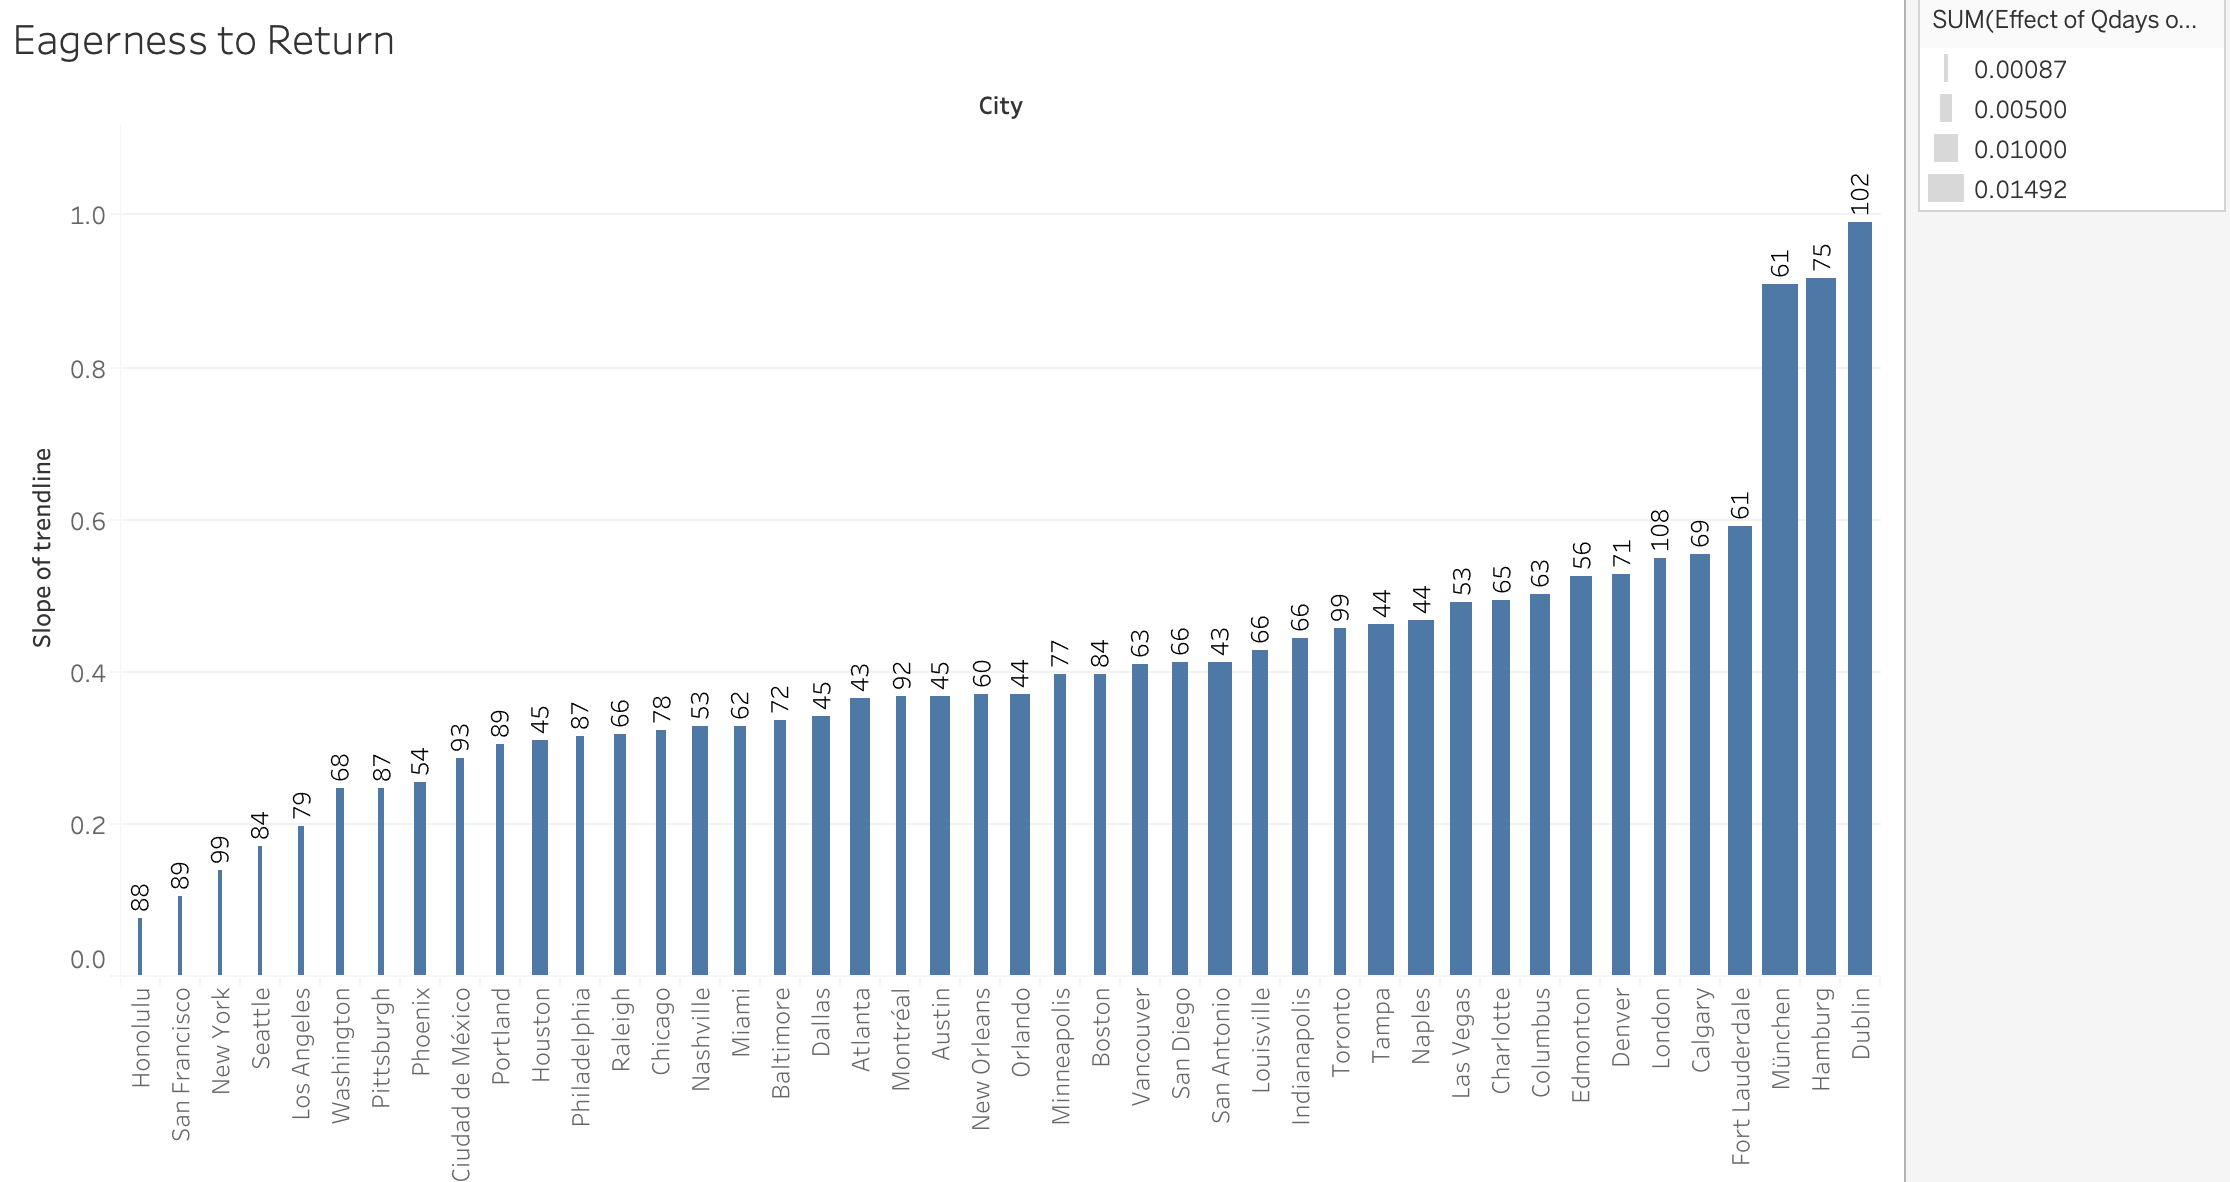 Eagerness to Return
SUM(Effect of Qdays o...
0.00087
0.00500
0.01000
0.01492
City
Slope of trendline
1.0
0.8
0.6
0.4
0.2
0.0
88
89
99
84
79
68
87
54
93
89
45
87
66
78
53
62
72
45
43
92
45
60
44
77
84
63
66
43
66
66
99
44
44
53
65
63
56
71
108
69
61
61
75
102
Honolulu
San Francisco
New York
Seattle
Los Angeles
Washington
Pittsburgh
Phoenix
Ciudad de México
Portland
Houston
Philadelphia
Raleigh
Chicago
Nashville
Miami
Baltimore
Dallas
Atlanta
Montréal
Austin
New Orleans
Orlando
Minneapolis
Boston
Vancouver
San Diego
San Antonio
Louisville
Indianapolis
Toronto
Tampa
Naples
Las Vegas
Charlotte
Columbus
Edmonton
Denver
London
Calgary
Fort Lauderdale
München
Hamburg
Dublin